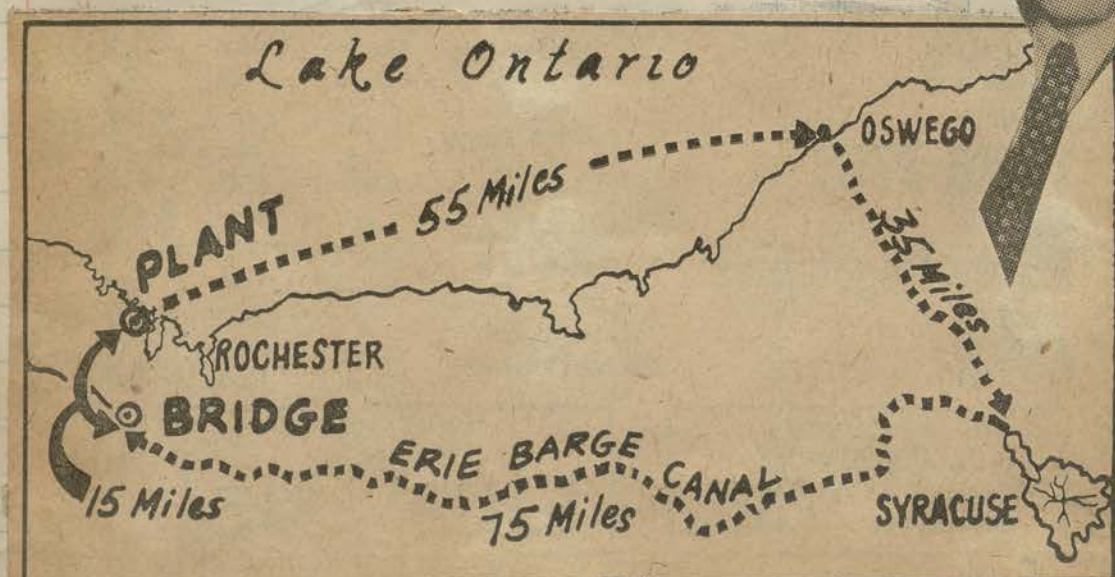 Lake Ontario
OSWEGO
55 Miles
PLANT
35 Miles
ROCHESTER
BRIDGE
ERIE BARGE CANAL
15 Miles
75 Miles
SYRACUSE